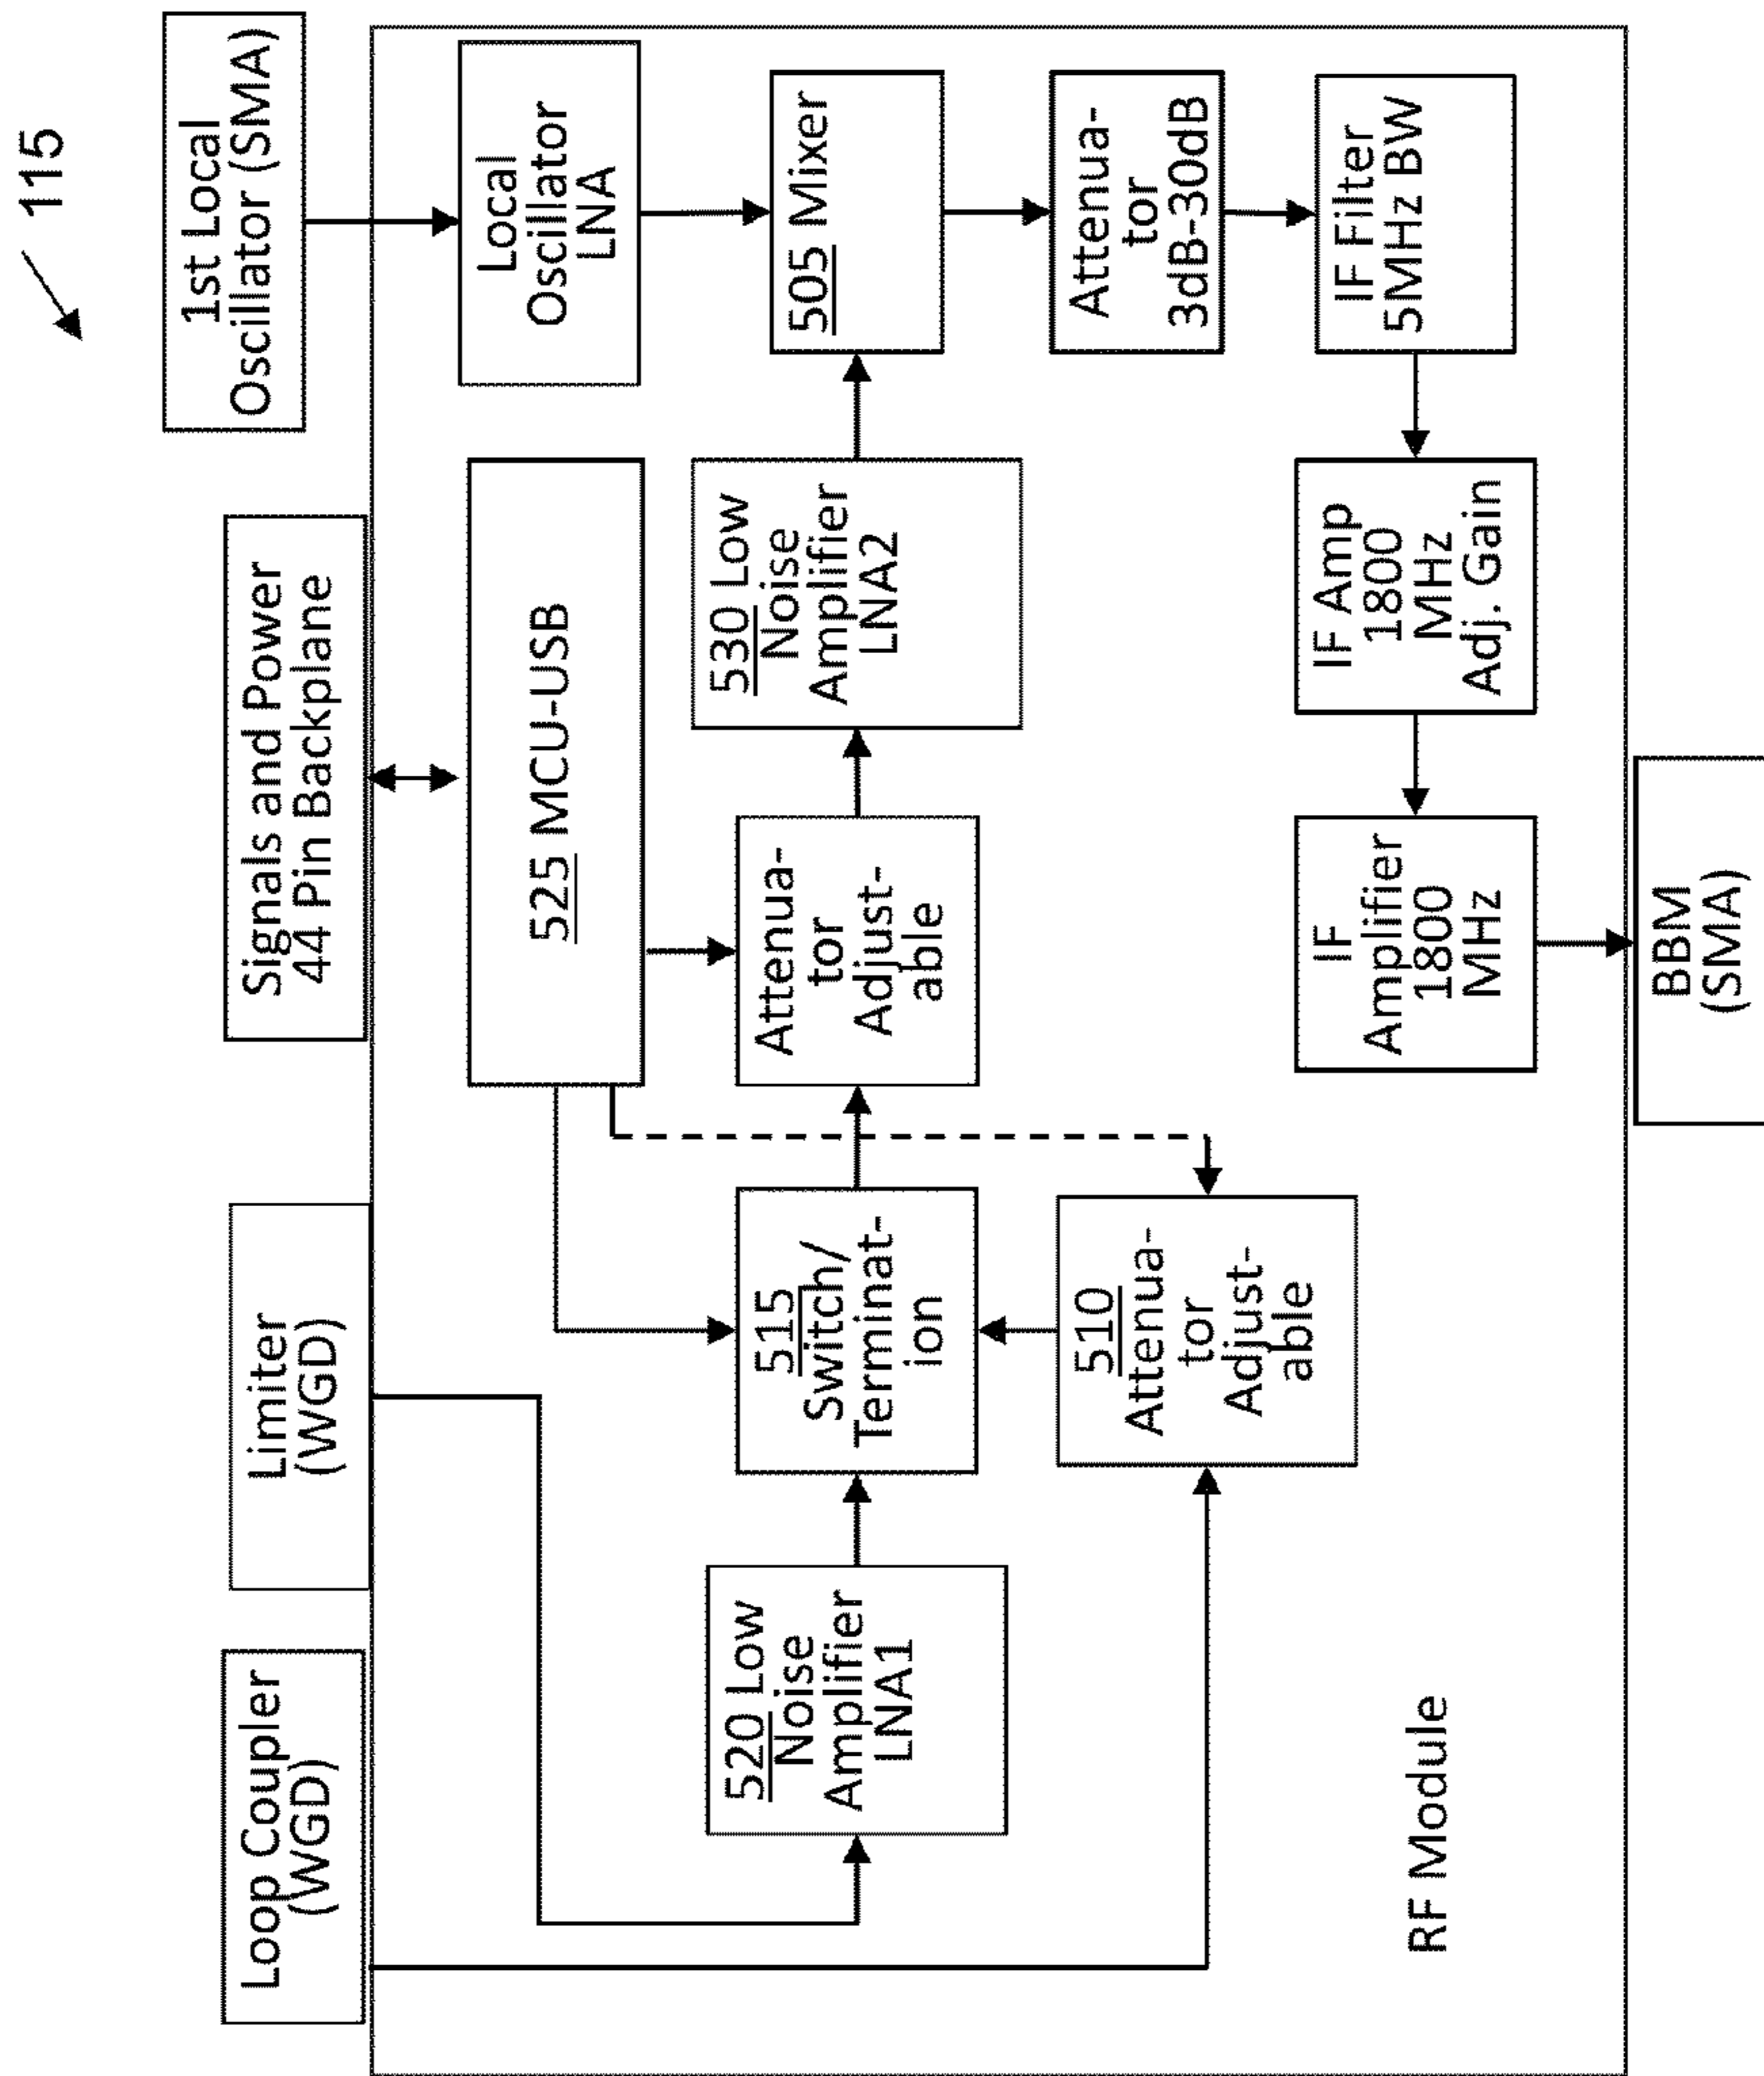 115
Loop Coupler
(WGD)
Limiter
(WGD)
Signals and Power
44 Pin Backplane
1st Local
Oscillator (SMA)
525 MCU-USB
Local
Oscillator
LNA
520 Low
Noise
Amplifier
LNA1
515
Switch/
Terminat-
ion
Attenua-
tor
Adjust-
able
530 Low
Noise
Amplifier
LNA2
505 Mixer
510
Attenua-
tor
Adjust-
able
Attenua-
tor
3dB-30dB
IF
Amplifier
1800
MHz
IF Amp
1800
MHz
Adj. Gain
IF Filter
5MHz BW
RF Module
BBM
(SMA)